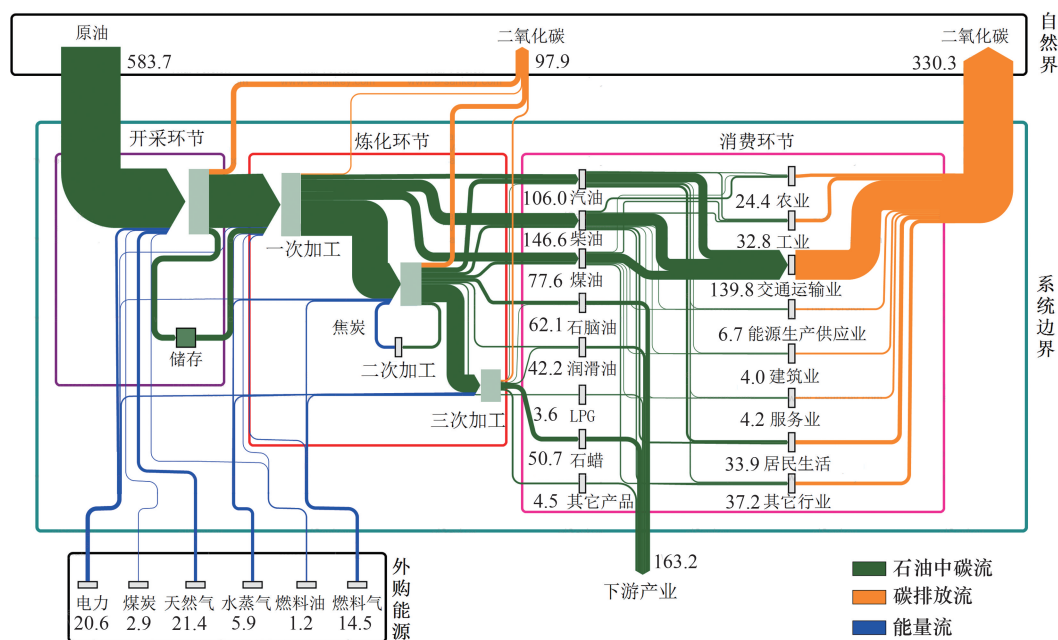 原油
583.7
二氧化碳
97.9
二氧化碳
330.3
自然界
开采环节
炼化环节
消费环节
系统边界
储存
一次加工
焦炭
二次加工
三次加工
106.0 汽油
146.6 柴油
77.6 煤油
62.1 石脑油
42.2 润滑油
3.6 LPG
50.7 石蜡
4.5 其它产品
24.4 农业
32.8 工业
139.8 交通运输业
6.7 能源生产供应业
4.0 建筑业
4.2 服务业
33.9 居民生活
37.2 其它行业
163.2
下游产业
外购能源
电力 煤炭 天然气 水蒸气 燃料油 燃料气
20.6 2.9 21.4 5.9 1.2 14.5
石油中碳流
碳排放流
能量流